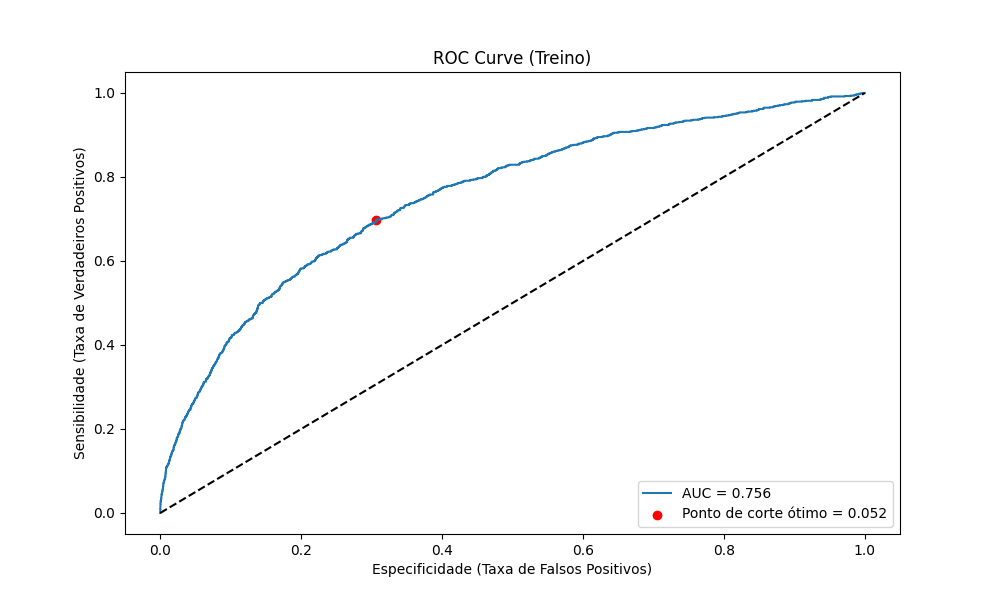 ROC Curve (Treino)
Sensibilidade (Taxa de Verdadeiros Positivos)
1.0
0.8
0.6
0.4
0.2
0.0
AUC = 0.756
Ponto de corte ótimo = 0.052
0.0 0.2 0.4 0.6 0.8 1.0
Especificidade (Taxa de Falsos Positivos)